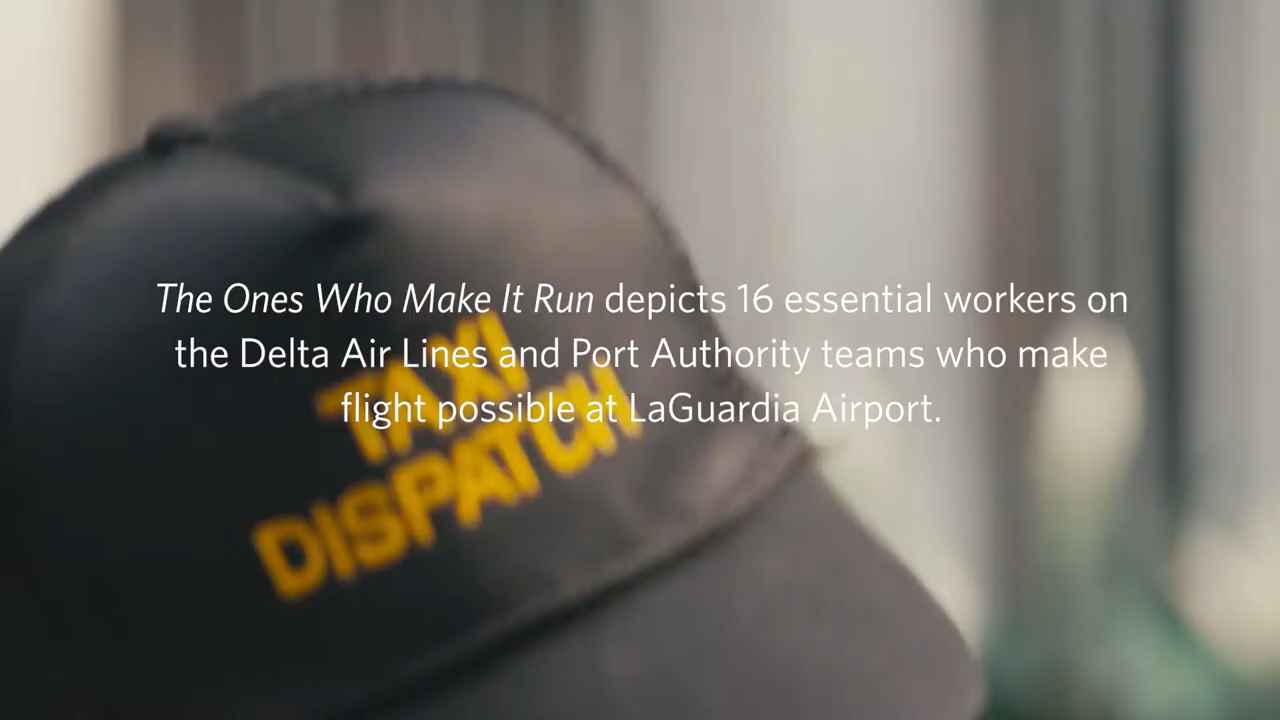 The Ones Who Make It Run depicts 16 essential workers on
the Delta Air Lines and Port Authority teams who make
flight possible at LaGuardia Airport.
TAXI
DISPATCH